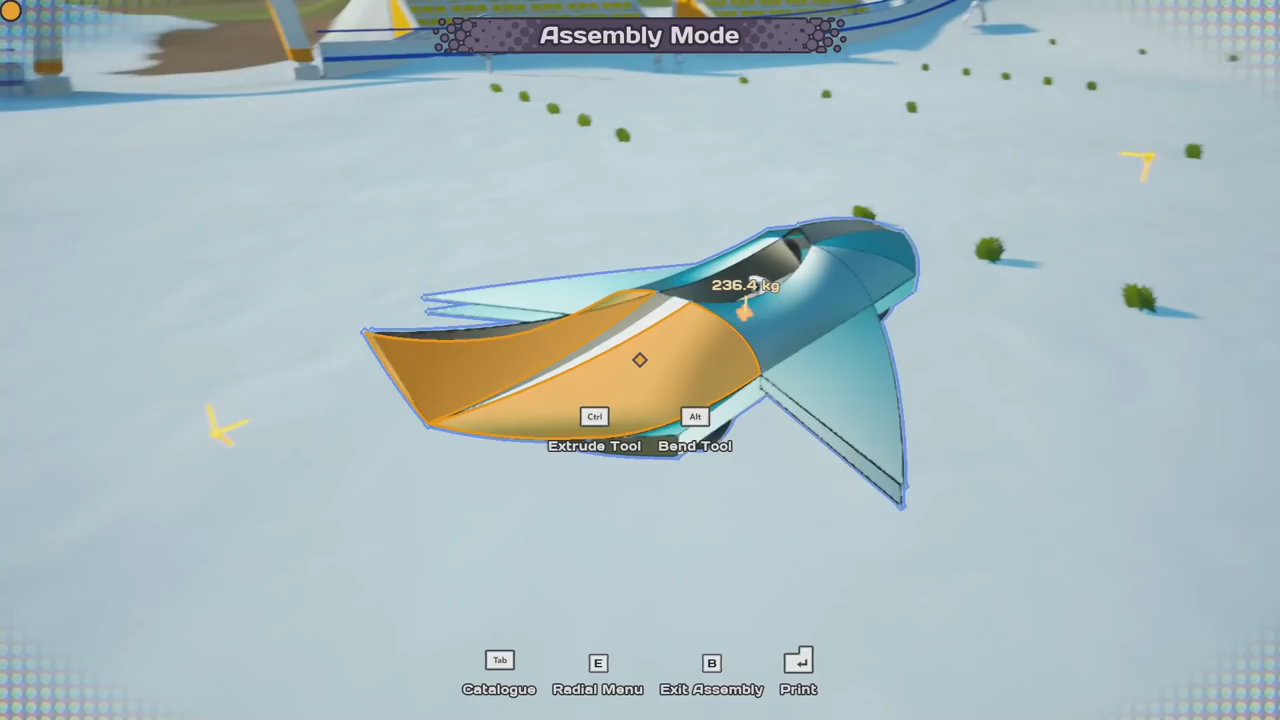 Assembly Mode
236.4 kg
Ctrl
Alt
Extrude Tool
Bend Tool
Tab
E
B
Catalogue
Radial Menu
Exit Assembly
Print